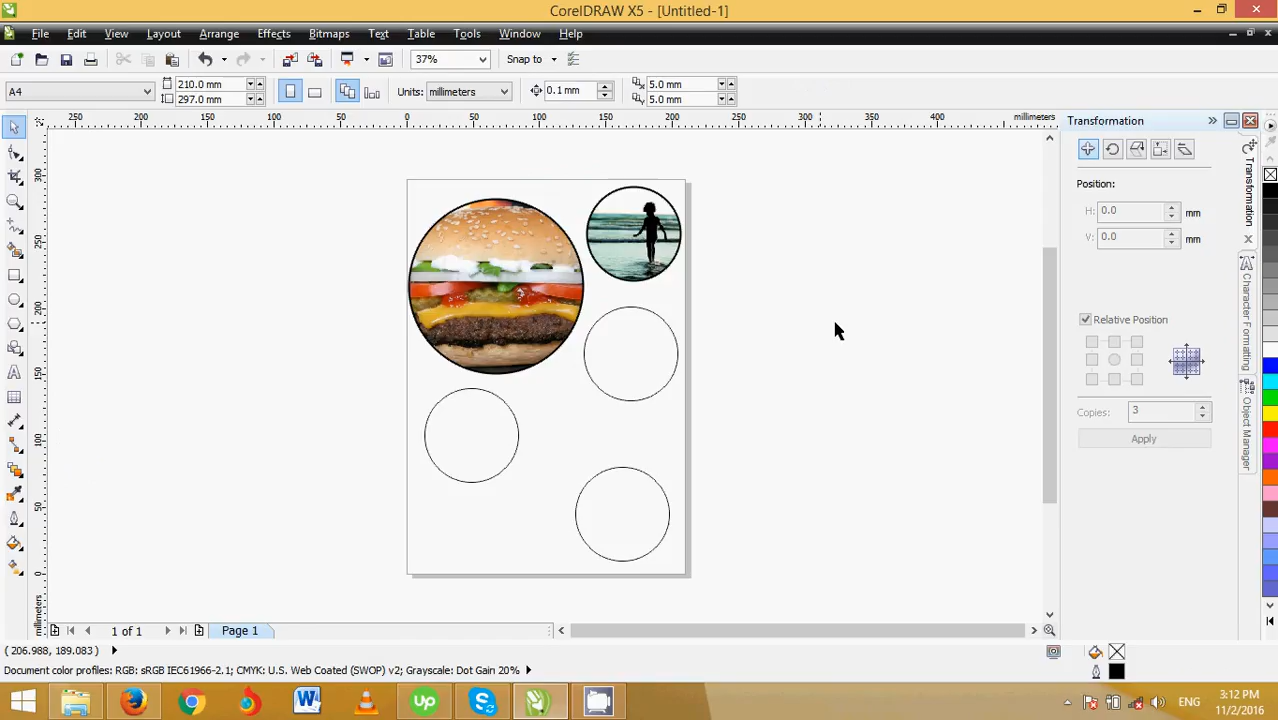 CorelDRAW X5 - [Untitled-1]
File Edit View Layout Arrange Effects Bitmaps Text Table Tools Window Help
37% Snap to
A4 210.0 mm 297.0 mm Units: millimeters 0.1 mm 5.0 mm 5.0 mm
250 200 150 100 50 0 50 100 150 200 250 300 350 400 millimeters
300
250
200
150
100
50
0
millimeters
Transformation
Position:
H: 0.0 mm
V: 0.0 mm
Relative Position
Copies: 3
Apply
Transformation
Character Formatting
Object Manager
1 of 1 Page 1
( 206.988, 189.083 )
Document color profiles: RGB: sRGB IEC61966-2.1; CMYK: U.S. Web Coated (SWOP) v2; Grayscale: Dot Gain 20%
up
ENG
3:12 PM
11/2/2016